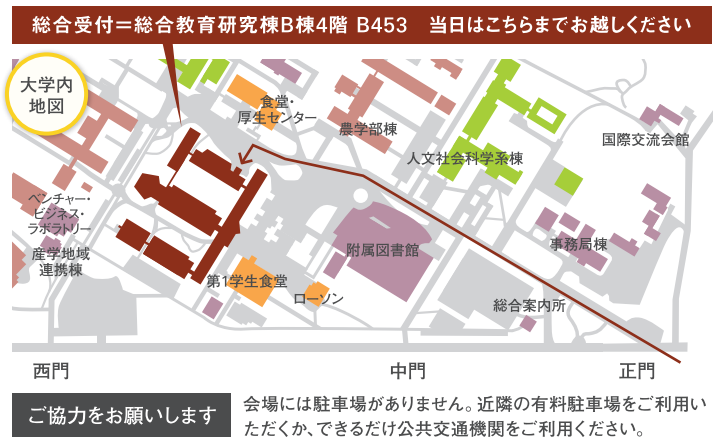 総合受付＝総合教育研究棟B棟4階 B453　当日はこちらまでお越しください
大学内
地図
食堂・
厚生センター
農学部棟
人文社会科学系棟
国際交流会館
ベンチャー・
ビジネス・
ラボラトリー
産学地域
連携棟
附属図書館
事務局棟
第1学生食堂
ローソン
総合案内所
西門
中門
正門
ご協力をお願いします
会場には駐車場がありません。近隣の有料駐車場をご利用い
ただくか、できるだけ公共交通機関をご利用ください。